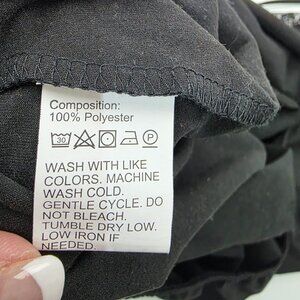 Composition:
100% Polyester
30 P
WASH WITH LIKE
COLORS. MACHINE
WASH COLD.
GENTLE CYCLE. DO
NOT BLEACH.
TUMBLE DRY LOW.
LOW IRON IF
NEEDED.